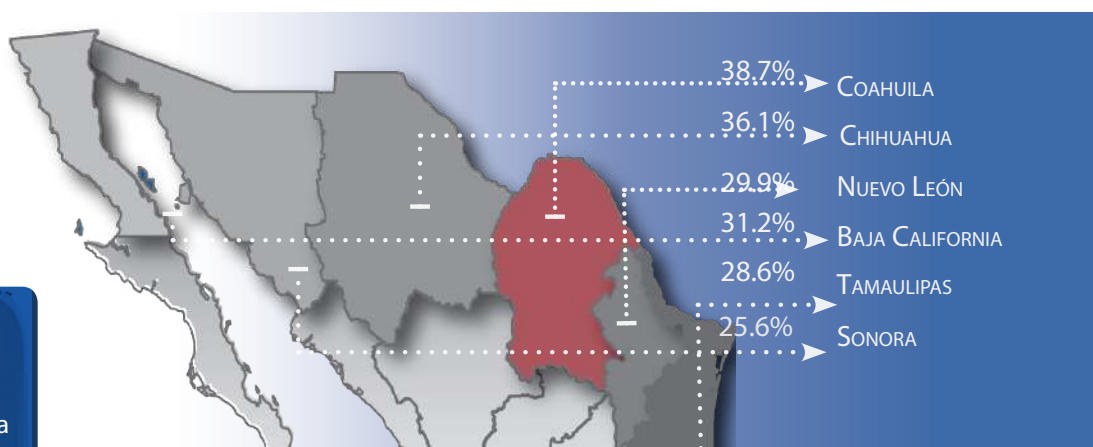 38.7% COAHUILA
36.1% CHIHUAHUA
29.9% NUEVO LEÓN
31.2% BAJA CALIFORNIA
28.6% TAMAULIPAS
25.6% SONORA
a